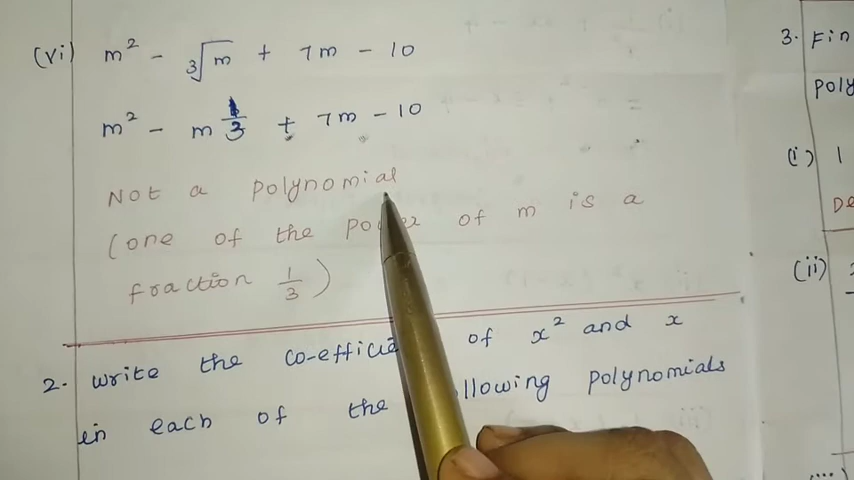 (vi) m² - ∛m + 7m - 10
m² - m^(1/3) + 7m - 10
Not a polynomial
(one of the power of m is a
fraction 1/3)
2. write the co-efficie of x² and x
in each of the llowing polynomials
3. Fin
poly
(i) 1
De
(ii)